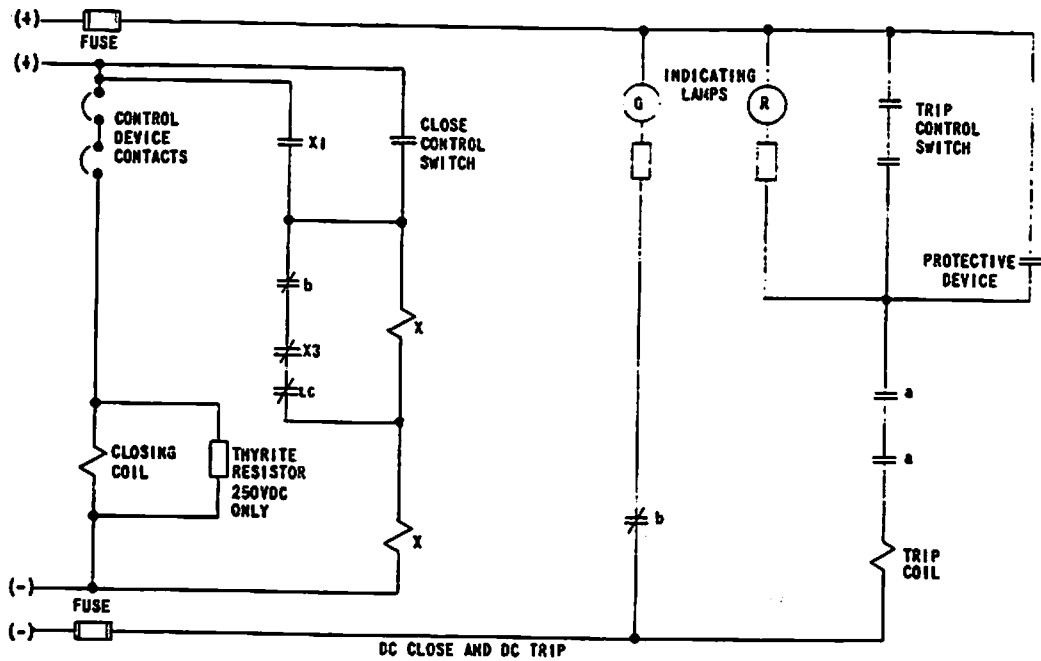 (+)
FUSE
(+)
CONTROL
DEVICE
CONTACTS
X1
CLOSE
CONTROL
SWITCH
G
INDICATING
LAMPS
R
TRIP
CONTROL
SWITCH
PROTECTIVE
DEVICE
b
X
X3
LC
a
a
CLOSING
COIL
THYRITE
RESISTOR
250VDC
ONLY
X
b
TRIP
COIL
(-)
FUSE
(-)
DC CLOSE AND DC TRIP